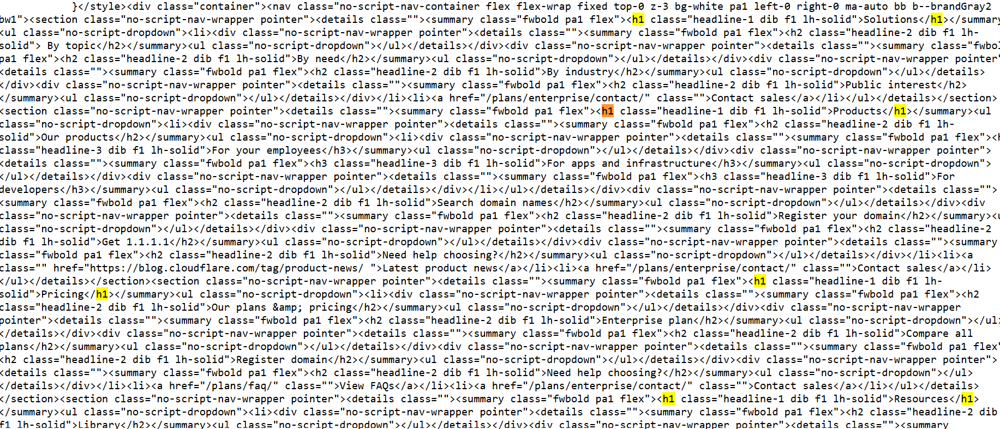 }</style><div class="container"><nav class="no-script-nav-container flex flex-wrap fixed top-0 z-3 bg-white pa1 left-0 right-0 ma-auto bb b--brandGray2
bw1"><section class="no-script-nav-wrapper pointer"><details class=""><summary class="fwbold pa1 flex"><h1 class="headline-1 dib f1 lh-solid">Solutions</h1></summary
<ul class="no-script-dropdown"><li><div class="no-script-nav-wrapper pointer"><details class=""><summary class="fwbold pa1 flex"><h2 class="headline-2 dib f1 lh-
solid"> By topic</h2></summary><ul class="no-script-dropdown"></ul></details></div><div class="no-script-nav-wrapper pointer"><details class=""><summary class="fwbol
pa1 flex"><h2 class="headline-2 dib f1 lh-solid">By need</h2></summary><ul class="no-script-dropdown"></ul></details></div><div class="no-script-nav-wrapper pointer"
<details class=""><summary class="fwbold pa1 flex"><h2 class="headline-2 dib f1 lh-solid">By industry</h2></summary><ul class="no-script-dropdown"></ul></details>
</div><div class="no-script-nav-wrapper pointer"><details class=""><summary class="fwbold pa1 flex"><h2 class="headline-2 dib f1 lh-solid">Public interest</h2>
</summary><ul class="no-script-dropdown"></ul></details></div></li><li><a href="/plans/enterprise/contact/" class="">Contact sales</a></li></ul></details></section>
<section class="no-script-nav-wrapper pointer"><details class=""><summary class="fwbold pa1 flex"><h1 class="headline-1 dib f1 lh-solid">Products</h1></summary><ul
class="no-script-dropdown"><li><div class="no-script-nav-wrapper pointer"><details class=""><summary class="fwbold pa1 flex"><h2 class="headline-2 dib f1 lh-
solid">Our products</h2></summary><ul class="no-script-dropdown"><li><div class="no-script-nav-wrapper pointer"><details class=""><summary class="fwbold pa1 flex"><h
class="headline-3 dib f1 lh-solid">For your employees</h3></summary><ul class="no-script-dropdown"></ul></details></div><div class="no-script-nav-wrapper pointer">
<details class=""><summary class="fwbold pa1 flex"><h3 class="headline-3 dib f1 lh-solid">For apps and infrastructure</h3></summary><ul class="no-script-dropdown">
</ul></details></div><div class="no-script-nav-wrapper pointer"><details class=""><summary class="fwbold pa1 flex"><h3 class="headline-3 dib f1 lh-solid">For
developers</h3></summary><ul class="no-script-dropdown"></ul></details></div></li></ul></details></div><div class="no-script-nav-wrapper pointer"><details class="">
<summary class="fwbold pa1 flex"><h2 class="headline-2 dib f1 lh-solid">Search domain names</h2></summary><ul class="no-script-dropdown"></ul></details></div><div
class="no-script-nav-wrapper pointer"><details class=""><summary class="fwbold pa1 flex"><h2 class="headline-2 dib f1 lh-solid">Register your domain</h2></summary><u
class="no-script-dropdown"></ul></details></div><div class="no-script-nav-wrapper pointer"><details class=""><summary class="fwbold pa1 flex"><h2 class="headline-2
dib f1 lh-solid">Get 1.1.1.1</h2></summary><ul class="no-script-dropdown"></ul></details></div><div class="no-script-nav-wrapper pointer"><details class=""><summary
class="fwbold pa1 flex"><h2 class="headline-2 dib f1 lh-solid">Need help choosing?</h2></summary><ul class="no-script-dropdown"></ul></details></div></li><li><a
class="" href="https://blog.cloudflare.com/tag/product-news/ ">Latest product news</a></li><li><a href="/plans/enterprise/contact/" class="">Contact sales</a></li>
</ul></details></section><section class="no-script-nav-wrapper pointer"><details class=""><summary class="fwbold pa1 flex"><h1 class="headline-1 dib f1 lh-
solid">Pricing</h1></summary><ul class="no-script-dropdown"><li><div class="no-script-nav-wrapper pointer"><details class=""><summary class="fwbold pa1 flex"><h2
class="headline-2 dib f1 lh-solid">Our plans &amp; pricing</h2></summary><ul class="no-script-dropdown"></ul></details></div><div class="no-script-nav-wrapper
pointer"><details class=""><summary class="fwbold pa1 flex"><h2 class="headline-2 dib f1 lh-solid">Enterprise plan</h2></summary><ul class="no-script-dropdown"></ul>
</details></div><div class="no-script-nav-wrapper pointer"><details class=""><summary class="fwbold pa1 flex"><h2 class="headline-2 dib f1 lh-solid">Compare all
plans</h2></summary><ul class="no-script-dropdown"></ul></details></div><div class="no-script-nav-wrapper pointer"><details class=""><summary class="fwbold pa1 flex"
<h2 class="headline-2 dib f1 lh-solid">Register domain</h2></summary><ul class="no-script-dropdown"></ul></details></div><div class="no-script-nav-wrapper pointer">
<details class=""><summary class="fwbold pa1 flex"><h2 class="headline-2 dib f1 lh-solid">Need help choosing?</h2></summary><ul class="no-script-dropdown"></ul>
</details></div></li><li><a href="/plans/faq/" class="">View FAQs</a></li><li><a href="/plans/enterprise/contact/" class="">Contact sales</a></li></ul></details>
</section><section class="no-script-nav-wrapper pointer"><details class=""><summary class="fwbold pa1 flex"><h1 class="headline-1 dib f1 lh-solid">Resources</h1>
</summary><ul class="no-script-dropdown"><li><div class="no-script-nav-wrapper pointer"><details class=""><summary class="fwbold pa1 flex"><h2 class="headline-2 dib
f1 lh-solid">Library</h2></summary><ul class="no-script-dropdown"></ul></details></div><div class="no-script-nav-wrapper pointer"><details class=""><summary